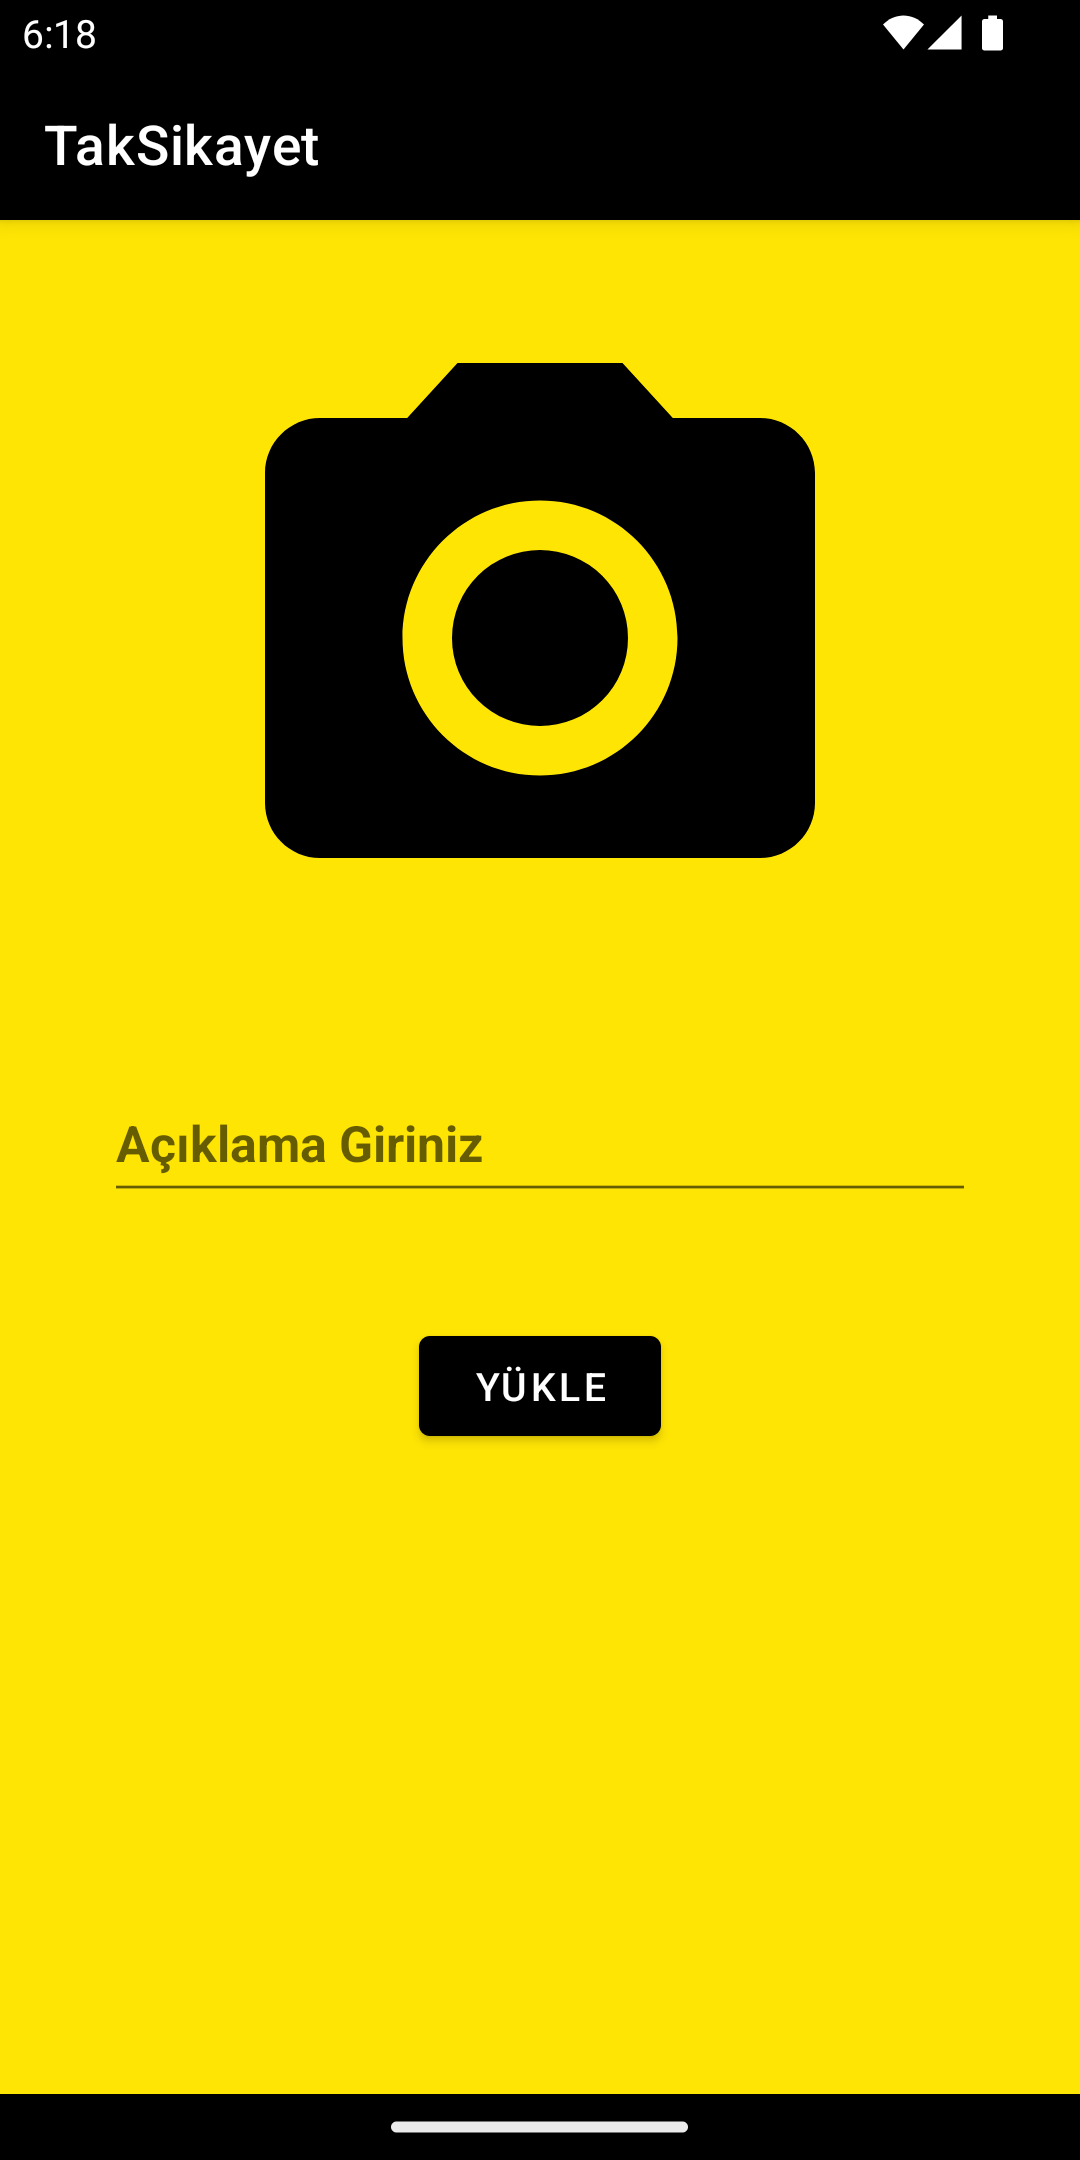 6:18
TakSikayet
Açıklama Giriniz
YÜKLE